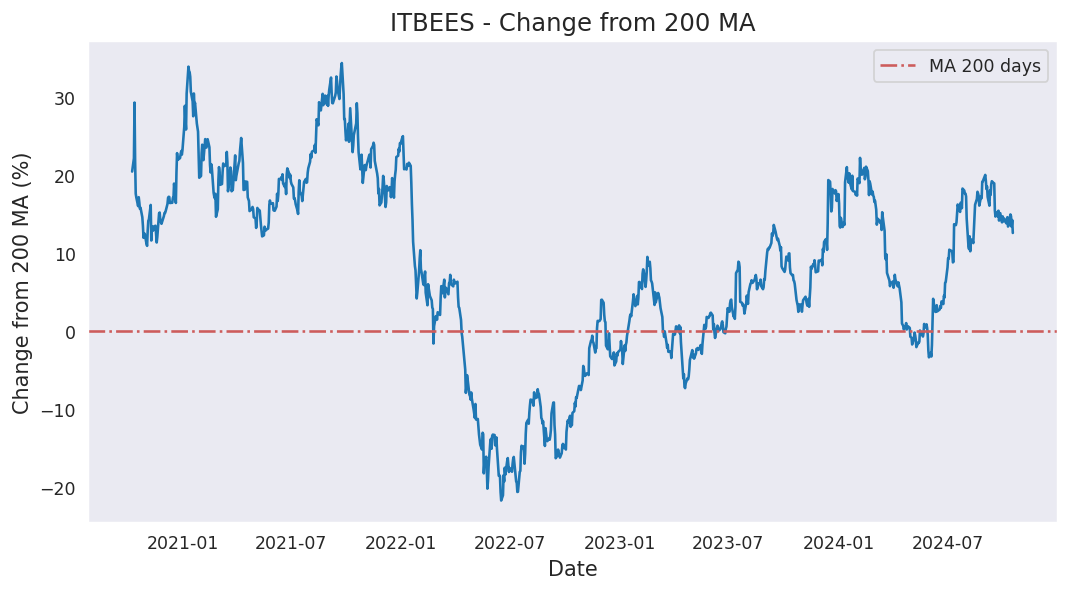 ITBEES - Change from 200 MA
MA 200 days
Change from 200 MA (%)
30
20
10
0
−10
−20
2021-01 2021-07 2022-01 2022-07 2023-01 2023-07 2024-01 2024-07
Date